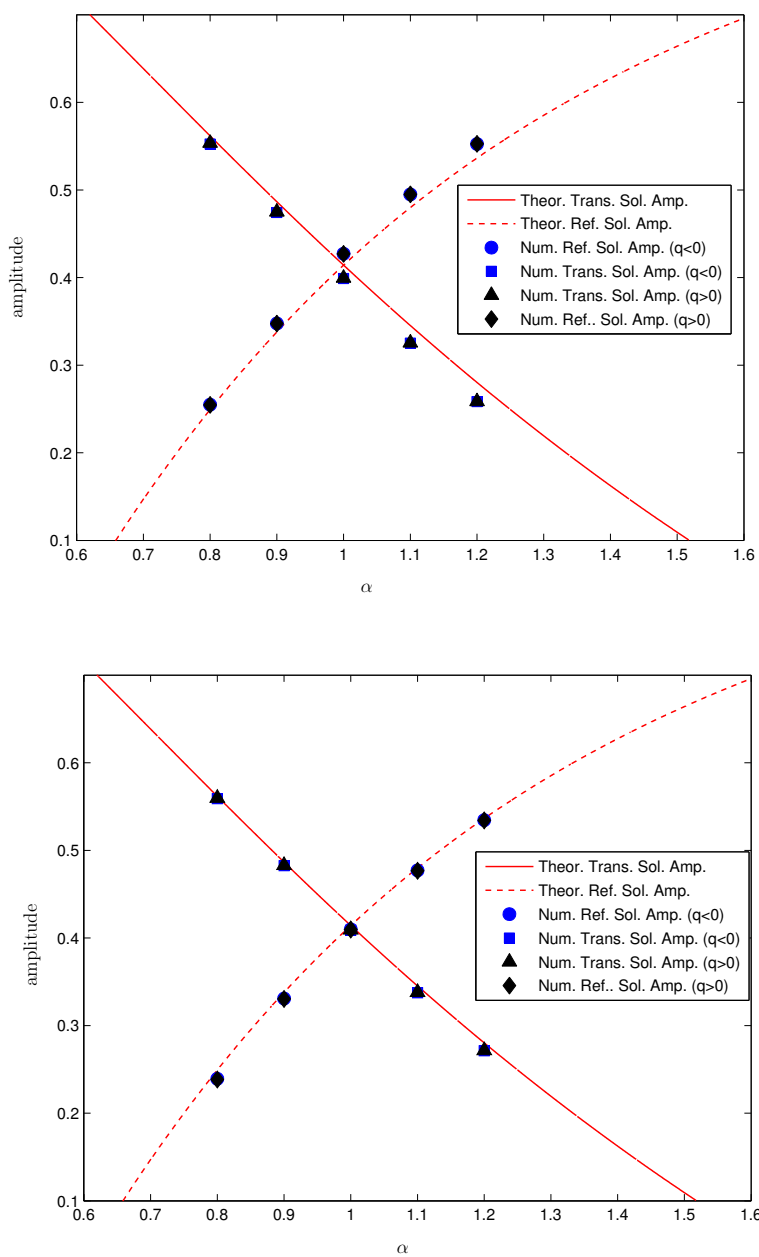 0.6
0.5
0.4
0.3
0.2
0.1
amplitude
0.6 0.7 0.8 0.9 1 1.1 1.2 1.3 1.4 1.5 1.6
α
Theor. Trans. Sol. Amp.
Theor. Ref. Sol. Amp.
Num. Ref. Sol. Amp. (q<0)
Num. Trans. Sol. Amp. (q<0)
Num. Trans. Sol. Amp. (q>0)
Num. Ref.. Sol. Amp. (q>0)
0.6
0.5
0.4
0.3
0.2
0.1
amplitude
0.6 0.7 0.8 0.9 1 1.1 1.2 1.3 1.4 1.5 1.6
α
Theor. Trans. Sol. Amp.
Theor. Ref. Sol. Amp.
Num. Ref. Sol. Amp. (q<0)
Num. Trans. Sol. Amp. (q<0)
Num. Trans. Sol. Amp. (q>0)
Num. Ref.. Sol. Amp. (q>0)